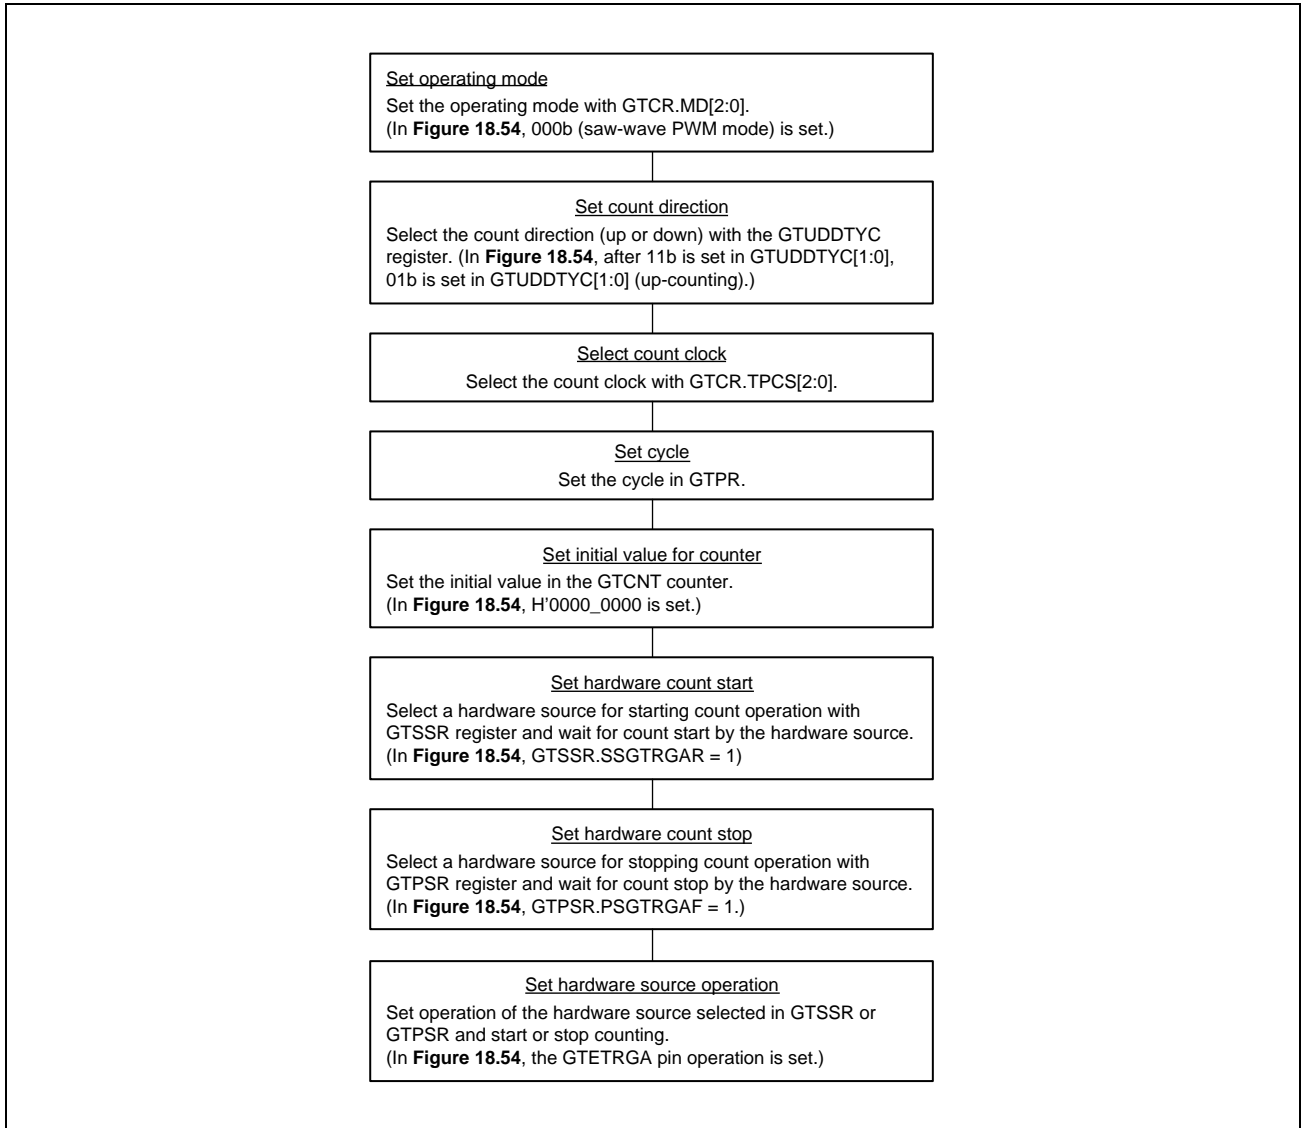 Set operating mode
Set the operating mode with GTCR.MD[2:0].
(In Figure 18.54, 000b (saw-wave PWM mode) is set.)
Set count direction
Select the count direction (up or down) with the GTUDDTYC
register. (In Figure 18.54, after 11b is set in GTUDDTYC[1:0],
01b is set in GTUDDTYC[1:0] (up-counting).)
Select count clock
Select the count clock with GTCR.TPCS[2:0].
Set cycle
Set the cycle in GTPR.
Set initial value for counter
Set the initial value in the GTCNT counter.
(In Figure 18.54, H'0000_0000 is set.)
Set hardware count start
Select a hardware source for starting count operation with
GTSSR register and wait for count start by the hardware source.
(In Figure 18.54, GTSSR.SSGTRGAR = 1)
Set hardware count stop
Select a hardware source for stopping count operation with
GTPSR register and wait for count stop by the hardware source.
(In Figure 18.54, GTPSR.PSGTRGAF = 1.)
Set hardware source operation
Set operation of the hardware source selected in GTSSR or
GTPSR and start or stop counting.
(In Figure 18.54, the GTETRGA pin operation is set.)